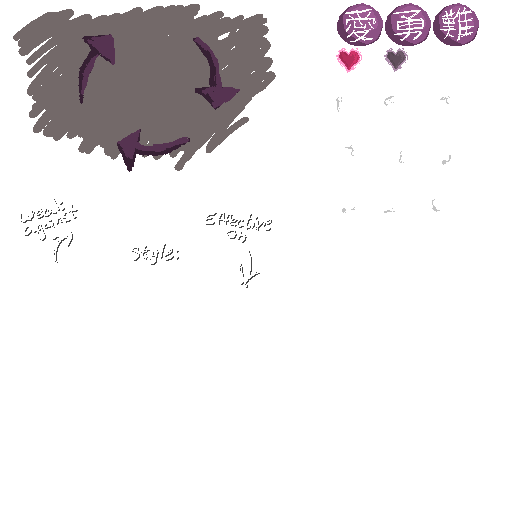 愛 勇 難
Weak
against
Effective
on
Style: